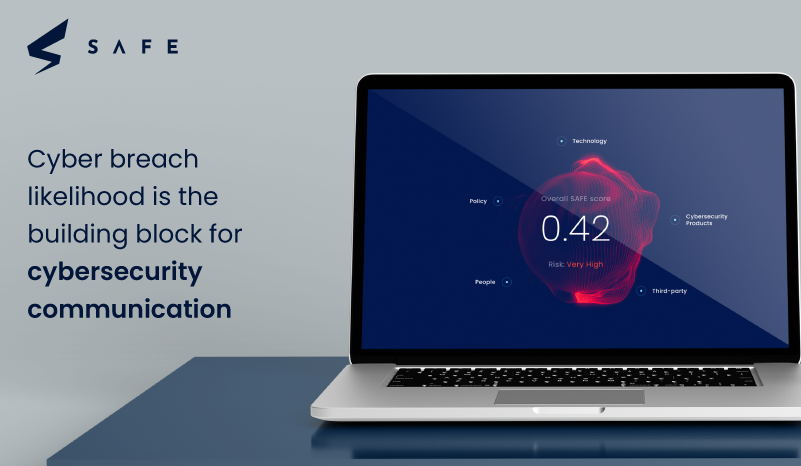 SAFE
Cyber breach
likelihood is the
building block for
cybersecurity
communication
Technology
Policy
Overall SAFE score
0.42
Cybersecurity
Products
Risk: Very High
People
Third-party